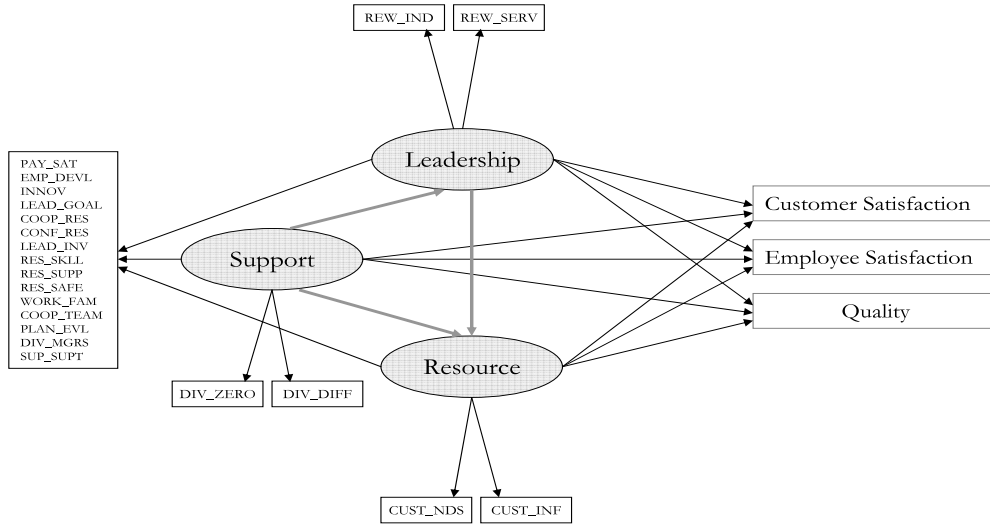 REW_IND
REW_SERV
Leadership
PAY_SAT
EMP_DEVL
INNOV
LEAD_GOAL
COOP_RES
CONF_RES
LEAD_INV
RES_SKLL
RES_SUPP
RES_SAFE
WORK_FAM
COOP_TEAM
PLAN_EVL
DIV_MGRS
SUP_SUPT
Support
Customer Satisfaction
Employee Satisfaction
Quality
Resource
DIV_ZERO
DIV_DIFF
CUST_NDS
CUST_INF